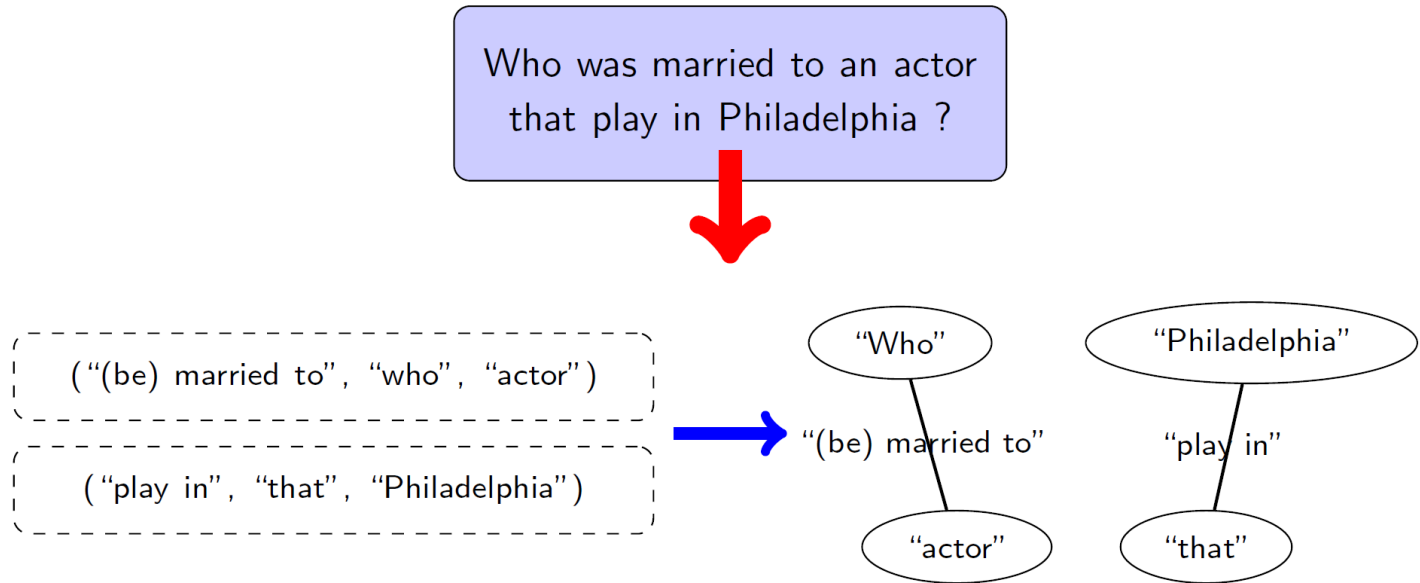 Who was married to an actor
that play in Philadelphia ?
(“(be) married to”, “who”, “actor”)
(“play in”, “that”, “Philadelphia”)
“Who”
“Philadelphia”
“(be) married to”
“play in”
“actor”
“that”